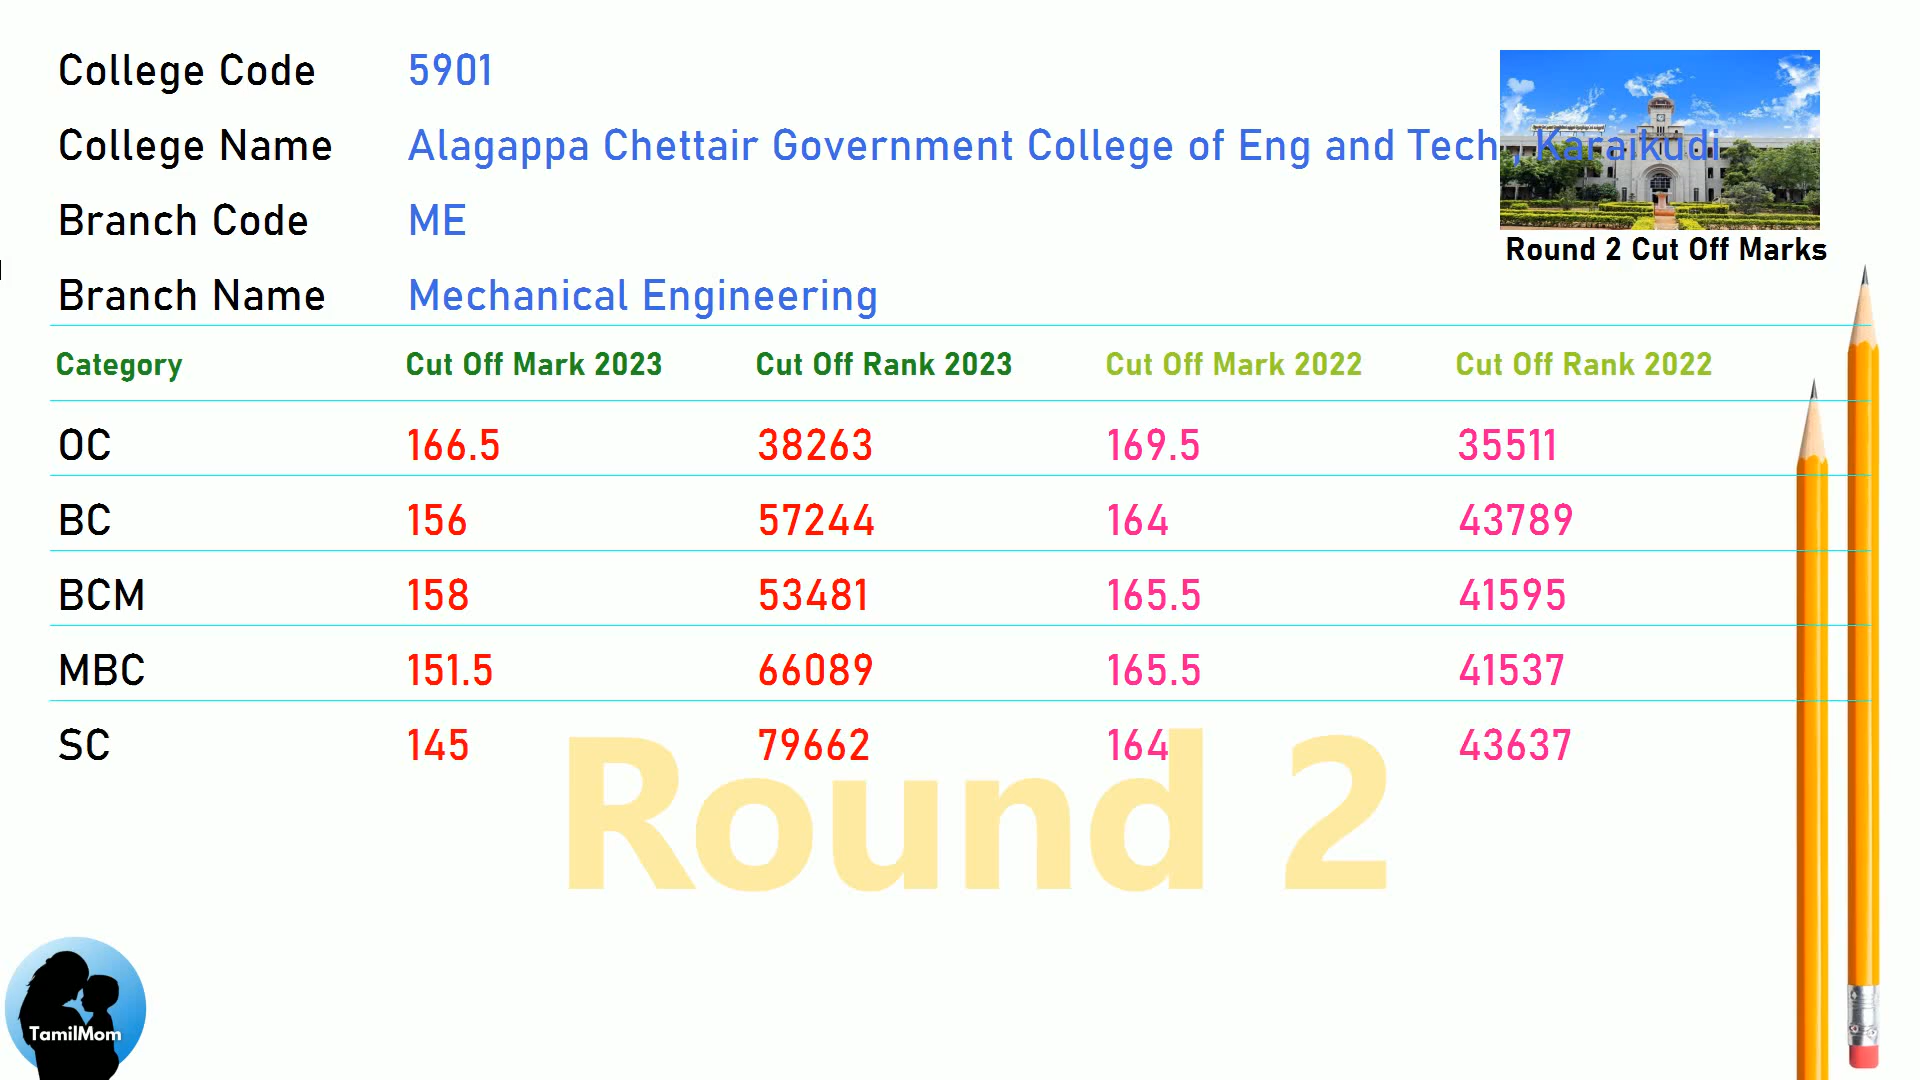 College Code 5901
College Name Alagappa Chettair Government College of Eng and Tech , Karaikudi
Branch Code ME
Round 2 Cut Off Marks
Branch Name Mechanical Engineering
Category Cut Off Mark 2023 Cut Off Rank 2023 Cut Off Mark 2022 Cut Off Rank 2022
OC 166.5 38263 169.5 35511
BC 156 57244 164 43789
BCM 158 53481 165.5 41595
MBC 151.5 66089 165.5 41537
SC 145 79662 164 43637
Round 2
TamilMom